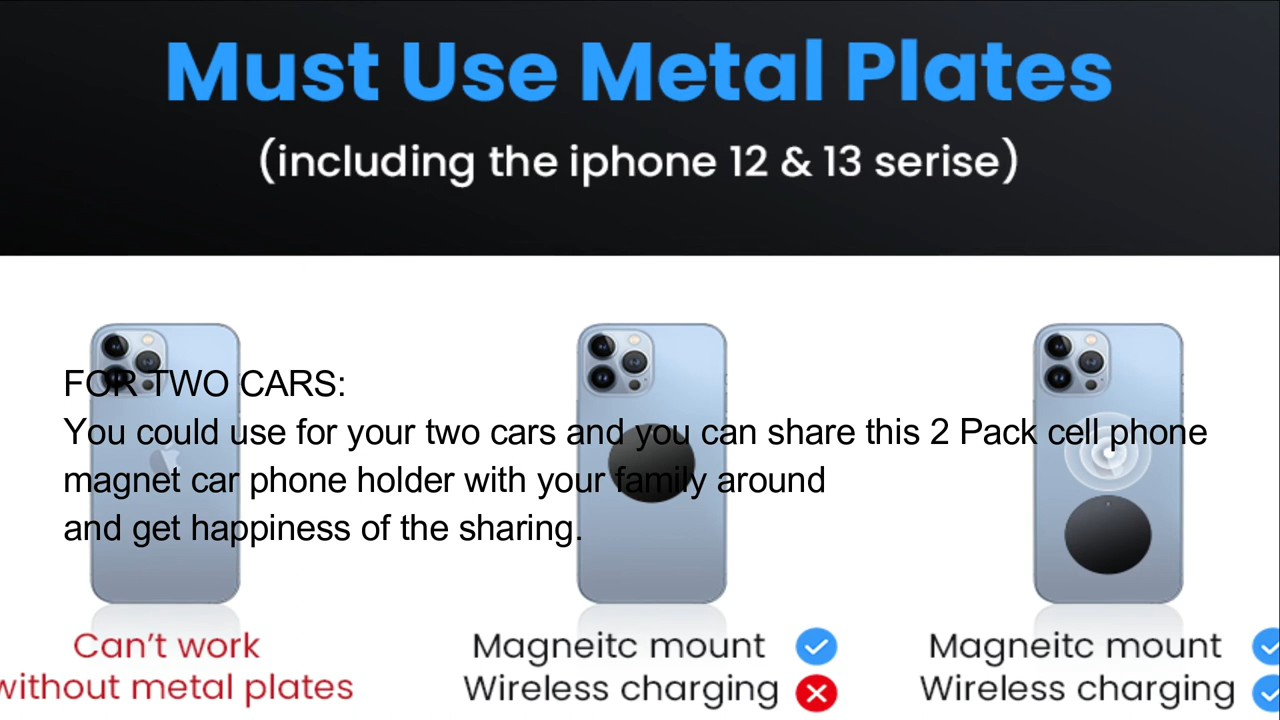 Must Use Metal Plates
(including the iphone 12 & 13 serise)
FOR TWO CARS:
You could use for your two cars and you can share this 2 Pack cell phone
magnet car phone holder with your family around
and get happiness of the sharing.
Can't work
without metal plates
Magneitc mount
Wireless charging
Magneitc mount
Wireless charging